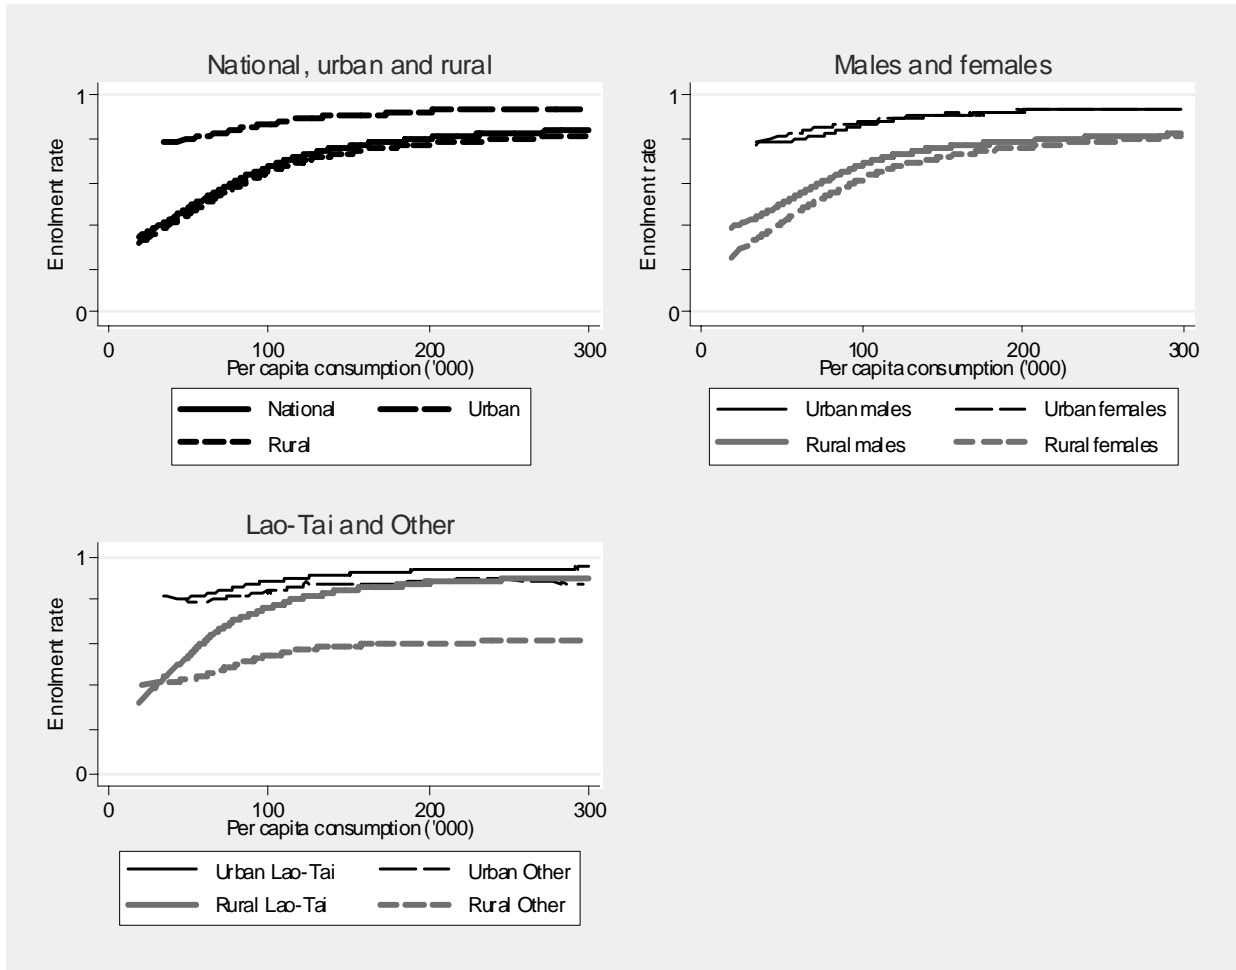 National, urban and rural
1
0
Enrolment rate
0 100 200 300
Per capita consumption ('000)
National Urban
Rural
Males and females
1
0
Enrolment rate
0 100 200 300
Per capita consumption ('000)
Urban males Urban females
Rural males Rural females
Lao-Tai and Other
1
0
Enrolment rate
0 100 200 300
Per capita consumption ('000)
Urban Lao-Tai Urban Other
Rural Lao-Tai Rural Other